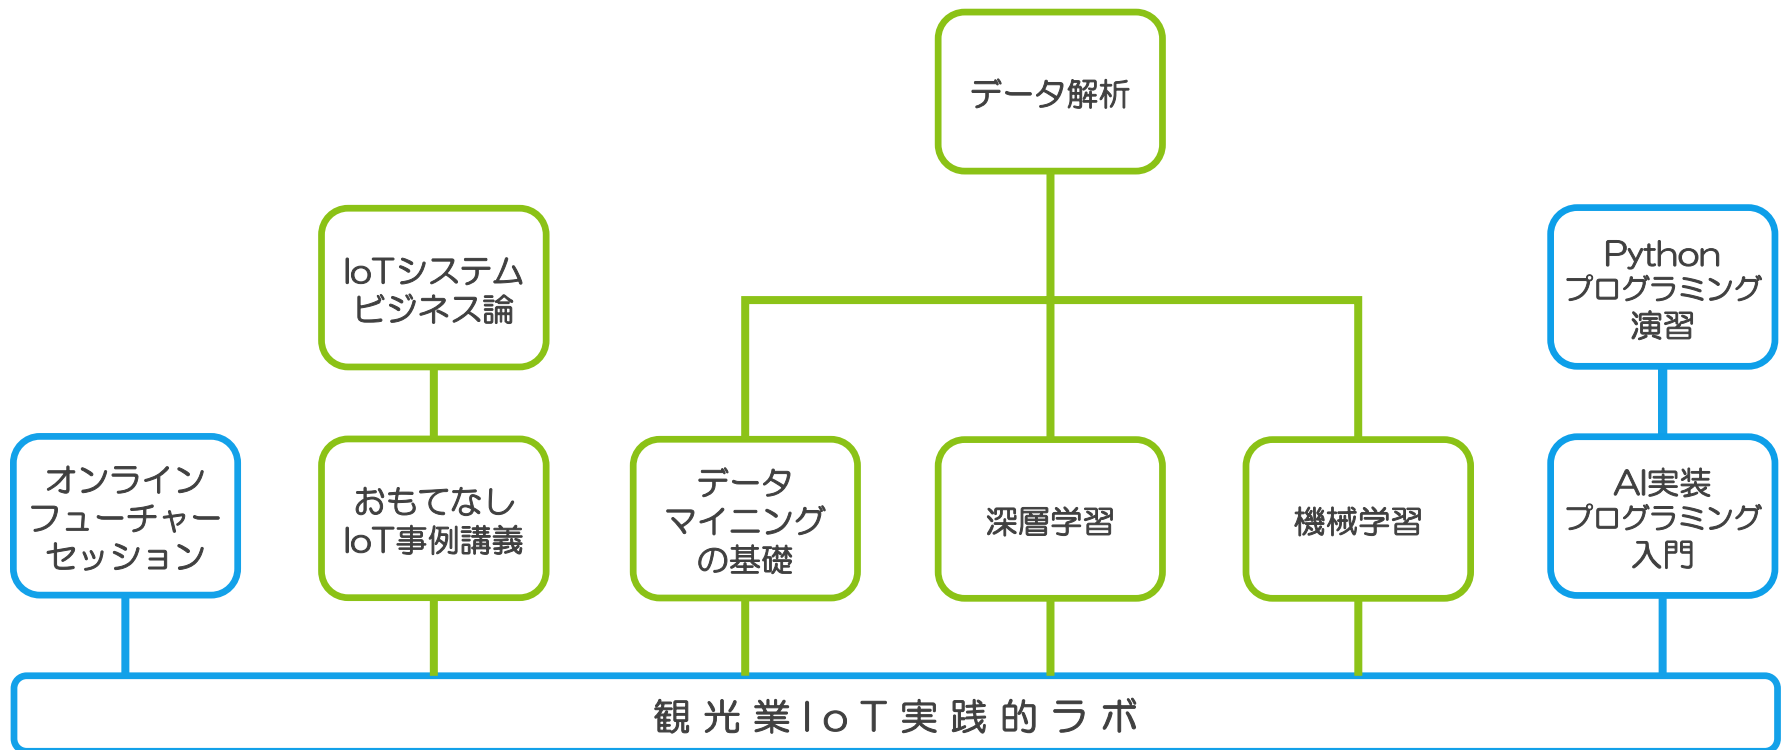 データ解析
IoTシステム
ビジネス論
Python
プログラミング
演習
オンライン
フューチャー
セッション
おもてなし
IoT事例講義
データ
マイニング
の基礎
深層学習
機械学習
AI実装
プログラミング
入門
観光業IoT実践的ラボ